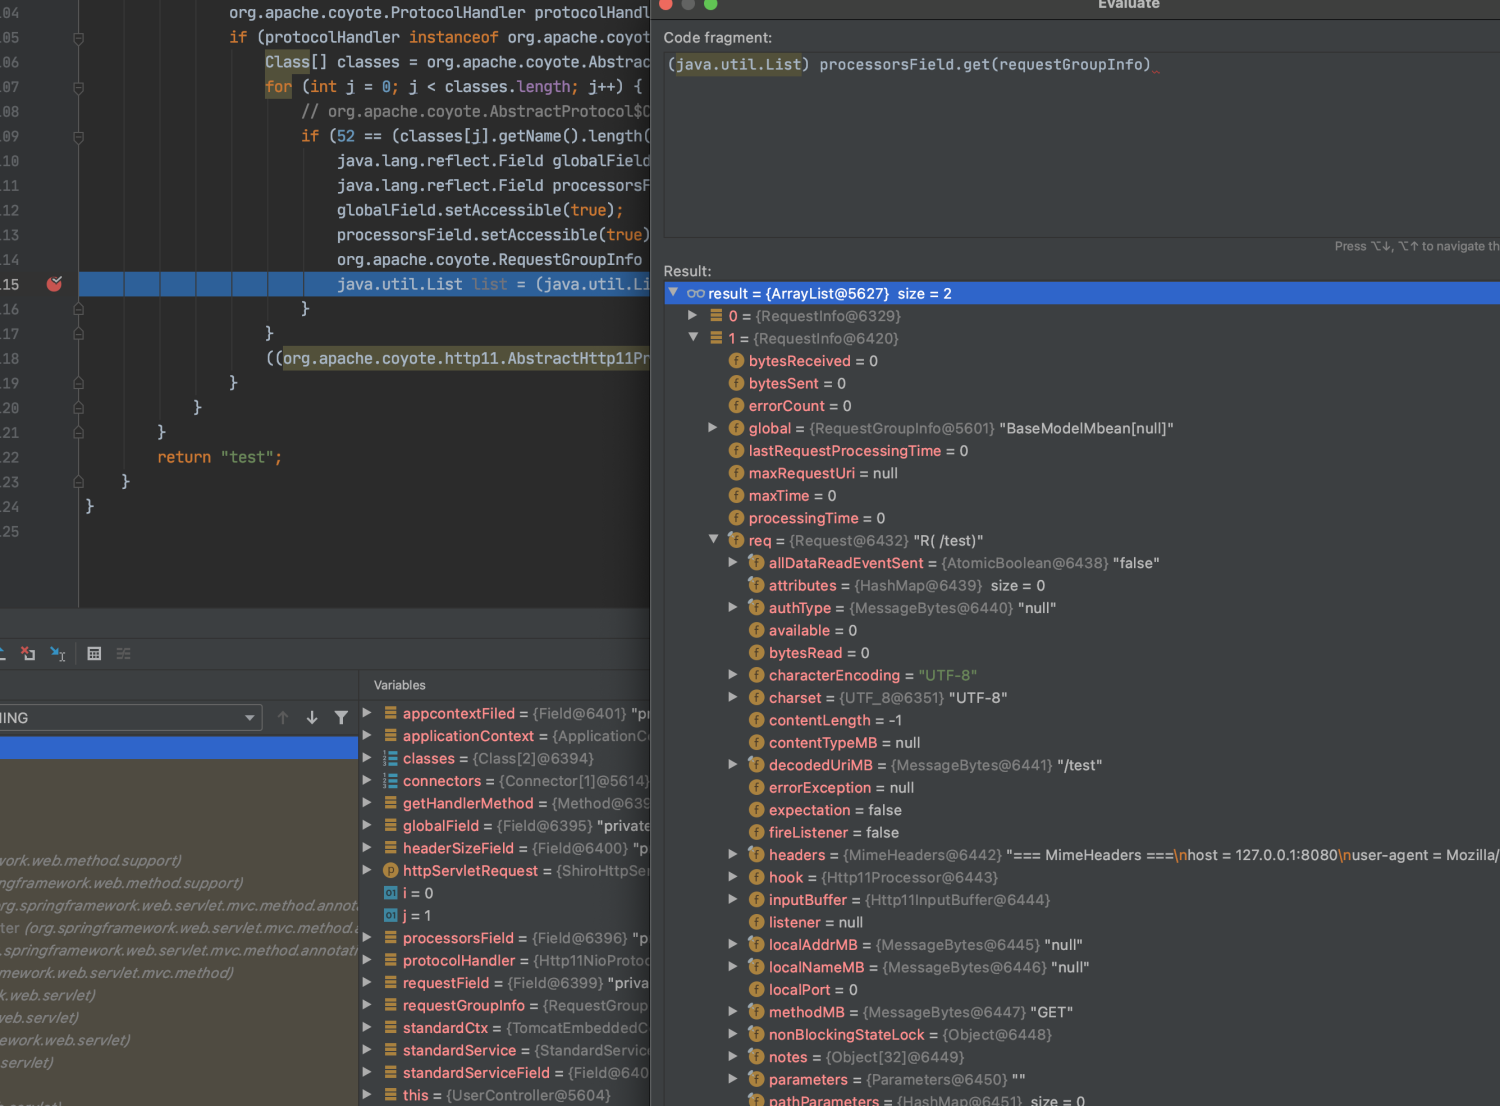 04 org.apache.coyote.ProtocolHandler protocolHandl
05 if (protocolHandler instanceof org.apache.coyot
06 Class[] classes = org.apache.coyote.Abstrac
07 for (int j = 0; j < classes.length; j++) {
08 // org.apache.coyote.AbstractProtocol$C
09 if (52 == (classes[j].getName().length(
10 java.lang.reflect.Field globalField
11 java.lang.reflect.Field processorsF
12 globalField.setAccessible(true);
13 processorsField.setAccessible(true)
14 org.apache.coyote.RequestGroupInfo
15 java.util.List list = (java.util.Li
16 }
17 }
18 ((org.apache.coyote.http11.AbstractHttp11Pr
19 }
20 }
21 }
22 return "test";
23 }
24 }
25
Evaluate
Code fragment:
(java.util.List) processorsField.get(requestGroupInfo)
Press ⌥↓, ⌥↑ to navigate th
Result:
result = {ArrayList@5627} size = 2
0 = {RequestInfo@6329}
1 = {RequestInfo@6420}
bytesReceived = 0
bytesSent = 0
errorCount = 0
global = {RequestGroupInfo@5601} "BaseModelMbean[null]"
lastRequestProcessingTime = 0
maxRequestUri = null
maxTime = 0
processingTime = 0
req = {Request@6432} "R( /test)"
allDataReadEventSent = {AtomicBoolean@6438} "false"
attributes = {HashMap@6439} size = 0
authType = {MessageBytes@6440} "null"
available = 0
bytesRead = 0
characterEncoding = "UTF-8"
charset = {UTF_8@6351} "UTF-8"
contentLength = -1
contentTypeMB = null
decodedUriMB = {MessageBytes@6441} "/test"
errorException = null
expectation = false
fireListener = false
headers = {MimeHeaders@6442} "=== MimeHeaders ===\nhost = 127.0.0.1:8080\nuser-agent = Mozilla/
hook = {Http11Processor@6443}
inputBuffer = {Http11InputBuffer@6444}
listener = null
localAddrMB = {MessageBytes@6445} "null"
localNameMB = {MessageBytes@6446} "null"
localPort = 0
methodMB = {MessageBytes@6447} "GET"
nonBlockingStateLock = {Object@6448}
notes = {Object[32]@6449}
parameters = {Parameters@6450} ""
pathParameters = {HashMap@6451} size = 0
NING
work.web.method.support)
ingframework.web.method.support)
org.springframework.web.servlet.mvc.method.annota
ter (org.springframework.web.servlet.mvc.method.a
.springframework.web.servlet.mvc.method.annotati
mework.web.servlet.mvc.method)
k.web.servlet)
web.servlet)
ework.web.servlet)
.servlet)
Variables
appcontextFiled = {Field@6401} "pr
applicationContext = {ApplicationCo
classes = {Class[2]@6394}
connectors = {Connector[1]@5614}
getHandlerMethod = {Method@639
globalField = {Field@6395} "private
headerSizeField = {Field@6400} "p
httpServletRequest = {ShiroHttpSer
i = 0
j = 1
processorsField = {Field@6396} "p
protocolHandler = {Http11NioProtoc
requestField = {Field@6399} "priva
requestGroupInfo = {RequestGroup
standardCtx = {TomcatEmbeddedC
standardService = {StandardService
standardServiceField = {Field@640
this = {UserController@5604}